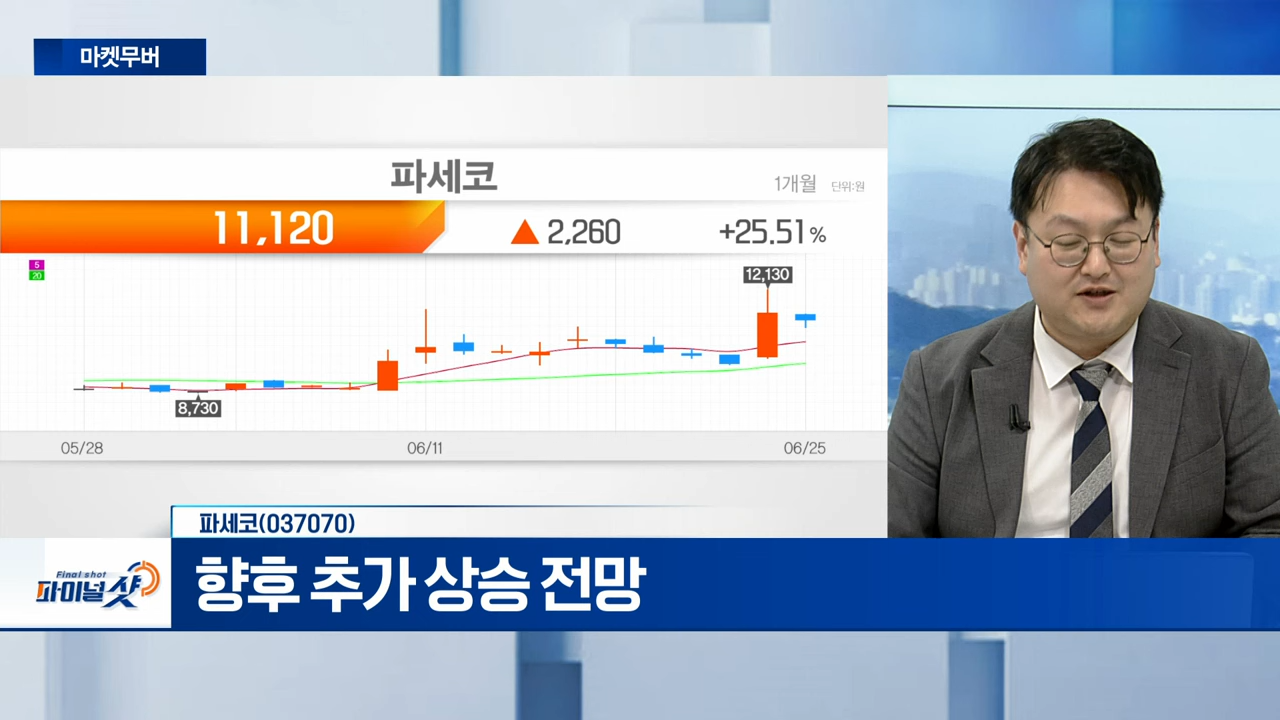 마켓무버
파세코
1개월 단위:원
11,120 ▲ 2,260 +25.51%
5
20
12,130
8,730
05/28 06/11 06/25
파세코(037070)
Final shot
파이널샷
향후 추가 상승 전망